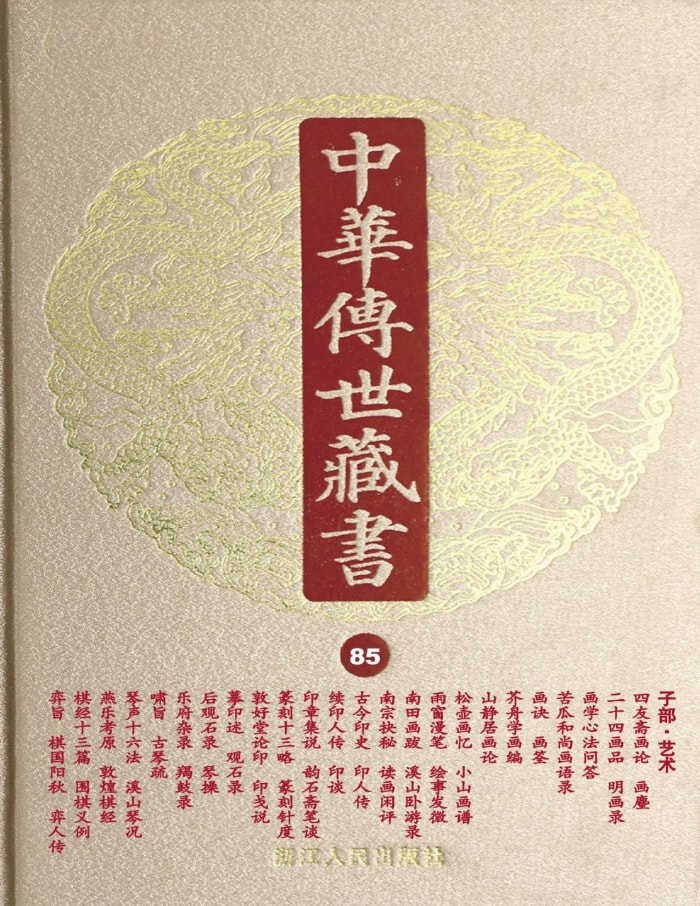 中華傳世藏書
85
子部·艺术
四友斋画论 画麈
二十四画品 明画录
画学心法问答
苦瓜和尚画语录
画诀 画筌
芥舟学画编
山静居画论
松壶画忆 小山画谱
雨窗漫笔 绘事发微
南田画跋 溪山卧游录
南宗抉秘 读画闲评
古今印史 印人传
续印人传 印谈
印章集说 韵石斋笔谈
篆刻十三略 篆刻针度
敦好堂论印 印戋说
摹印述 观石录
后观石录 琴操
乐府杂录 羯鼓录
啸旨 古琴疏
琴声十六法 溪山琴况
燕乐考原 敦煌棋经
棋经十三篇 围棋义例
弈旨 棋国阳秋 弈人传
浙江人民出版社